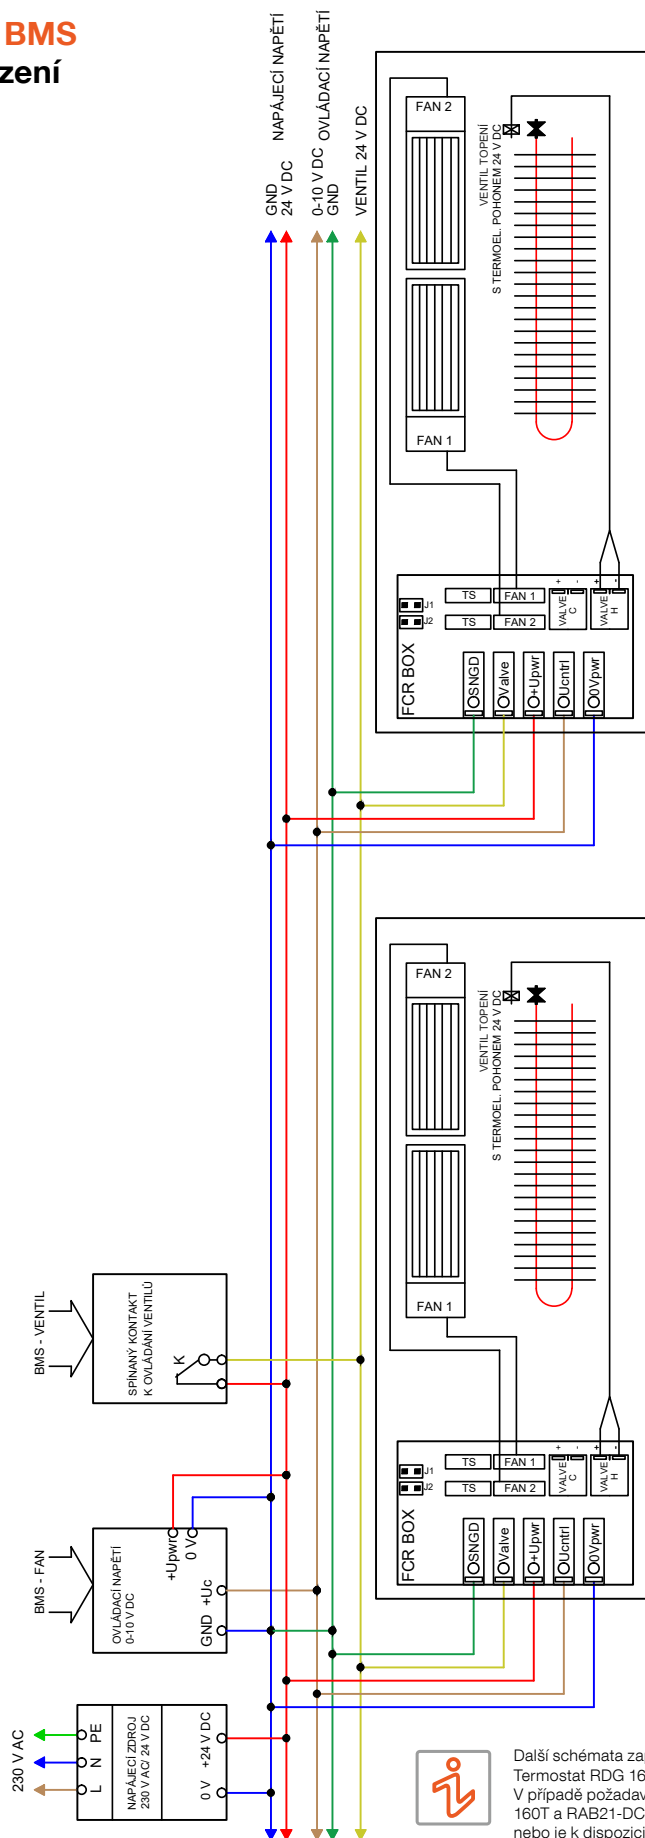 BMS
zení
GND
24 V DC
NAPÁJECÍ NAPĚTÍ
0-10 V DC
GND
OVLÁDACÍ NAPĚTÍ
VENTIL 24 V DC
FAN 2
VENTIL TOPENÍ
S TERMOEL. POHONEM 24 V DC
FAN 1
FCR BOX
J1
J2
TS
FAN 1
TS
FAN 2
VALVE
C
+
-
VALVE
H
+
-
SNGD
Valve
+Upwr
Ucntrl
0Vpwr
FAN 2
VENTIL TOPENÍ
S TERMOEL. POHONEM 24 V DC
FAN 1
FCR BOX
J1
J2
TS
FAN 1
TS
FAN 2
VALVE
C
+
-
VALVE
H
+
-
SNGD
Valve
+Upwr
Ucntrl
0Vpwr
BMS - VENTIL
SPÍNANÝ KONTAKT
K OVLÁDÁNÍ VENTILŮ
K
BMS - FAN
OVLÁDACÍ NAPĚTÍ
0-10 V DC
+Upwr
0 V
GND
+Uc
230 V AC
L
N
PE
NAPÁJECÍ ZDROJ
230 V AC/ 24 V DC
0 V
+24 V DC
Další schémata za
Termostat RDG 16
V případě požadav
160T a RAB21-DC
nebo je k dispozici